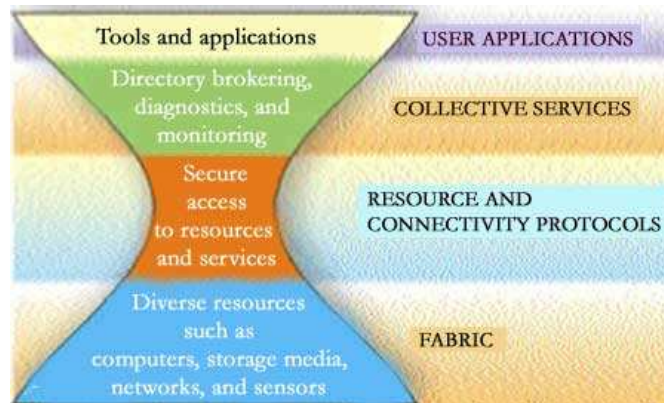 Tools and applications
USER APPLICATIONS
Directory brokering,
diagnostics, and
monitoring
COLLECTIVE SERVICES
Secure
access
to resources
and services
RESOURCE AND
CONNECTIVITY PROTOCOLS
Diverse resources
such as
computers, storage media,
networks, and sensors
FABRIC